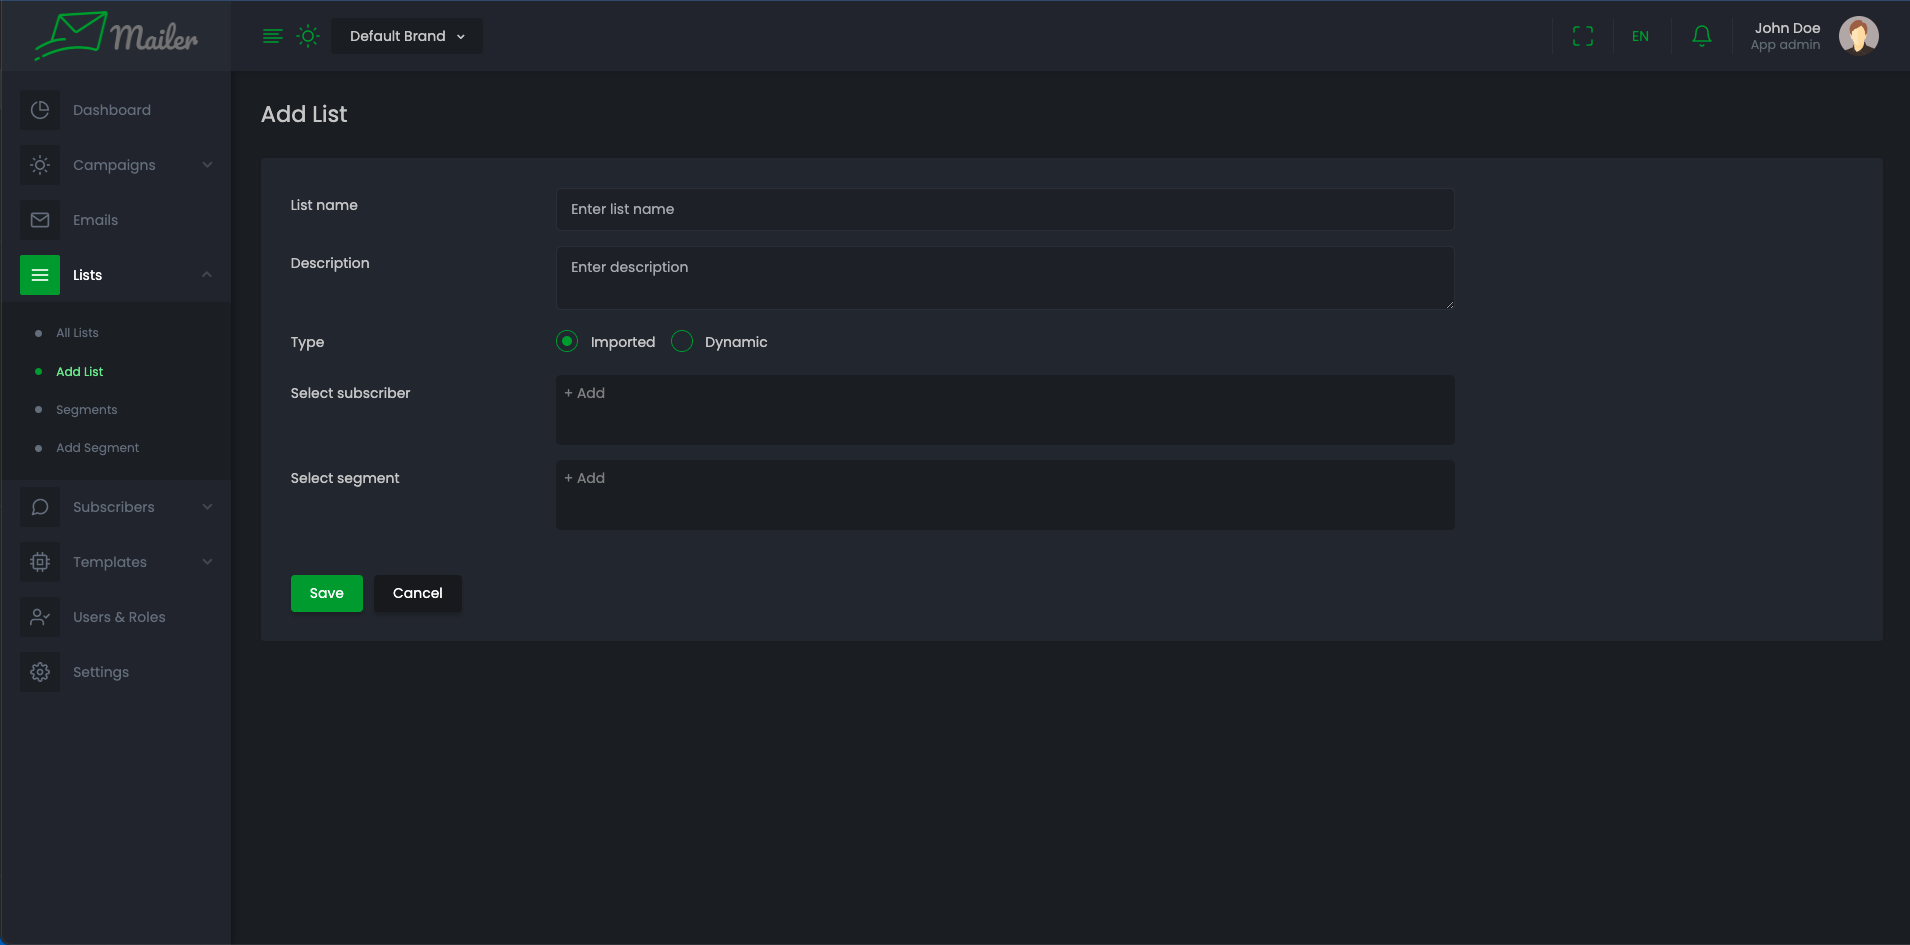 Mailer
Default Brand
EN
John Doe
App admin
Dashboard
Campaigns
Emails
Lists
All Lists
Add List
Segments
Add Segment
Subscribers
Templates
Users & Roles
Settings
Add List
List name
Enter list name
Description
Enter description
Type
Imported
Dynamic
Select subscriber
+ Add
Select segment
+ Add
Save
Cancel